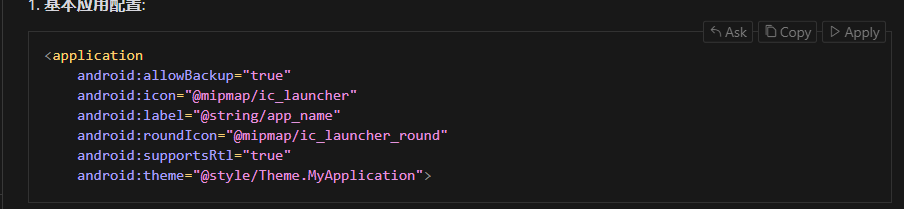 1. 基本应用配置:
Ask Copy Apply
<application
    android:allowBackup="true"
    android:icon="@mipmap/ic_launcher"
    android:label="@string/app_name"
    android:roundIcon="@mipmap/ic_launcher_round"
    android:supportsRtl="true"
    android:theme="@style/Theme.MyApplication">